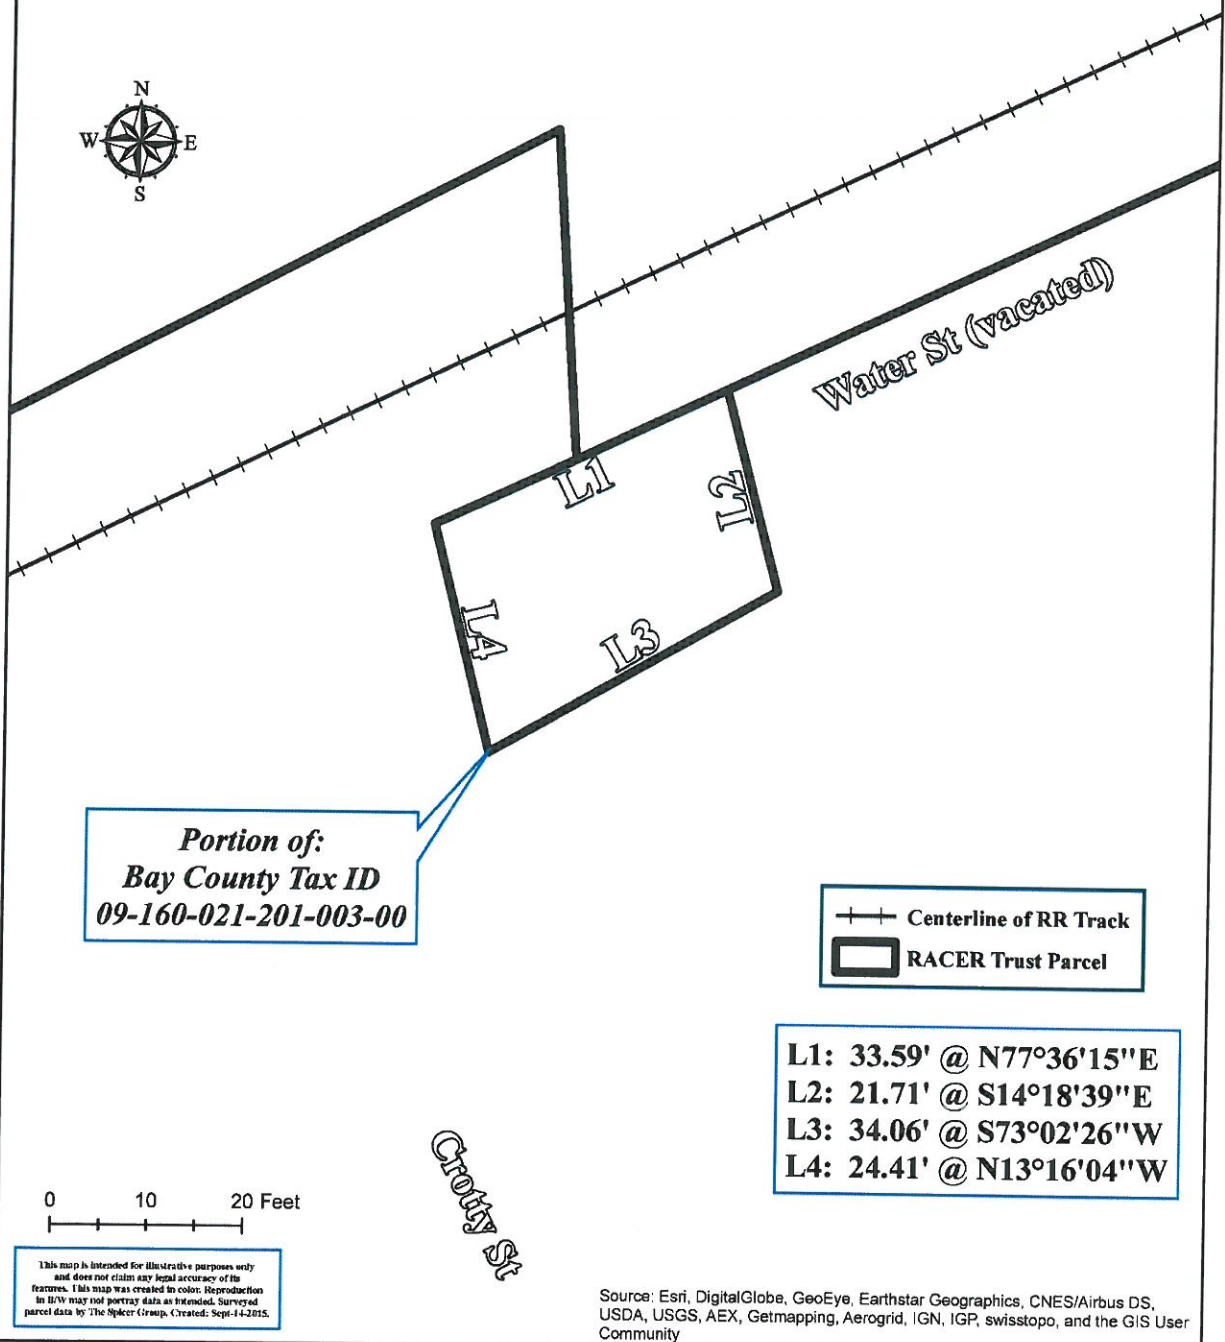 N
W E
S
Water St (vacated)
L1
L2
L4
L3
Portion of:
Bay County Tax ID
09-160-021-201-003-00
Centerline of RR Track
RACER Trust Parcel
L1: 33.59' @ N77°36'15"E
L2: 21.71' @ S14°18'39"E
L3: 34.06' @ S73°02'26"W
L4: 24.41' @ N13°16'04"W
Crotty St
0 10 20 Feet
This map is intended for illustrative purposes only
and does not claim any legal accuracy of its
features. This map was created in color. Reproduction
in B/W may not portray data as intended. Surveyed
parcel data by The Spicer Group. Created: Sept-14-2015.
Source: Esri, DigitalGlobe, GeoEye, Earthstar Geographics, CNES/Airbus DS,
USDA, USGS, AEX, Getmapping, Aerogrid, IGN, IGP, swisstopo, and the GIS User
Community